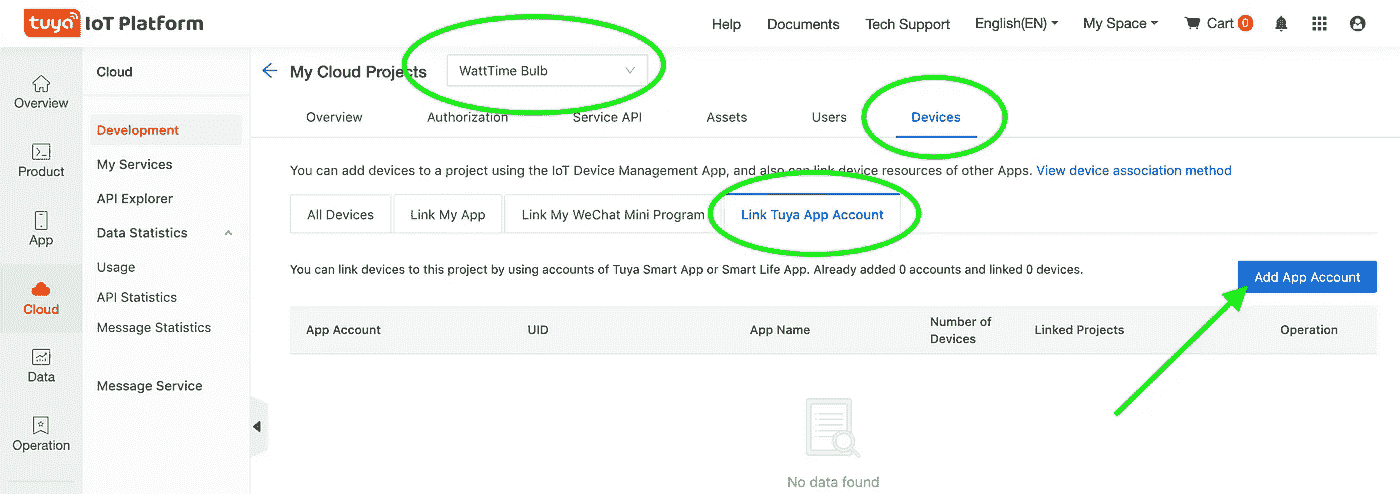 tuya IoT Platform
Help
Documents
Tech Support
English(EN)
My Space
Cart 0
Overview
Product
App
Cloud
Data
Operation
Cloud
Development
My Services
API Explorer
Data Statistics
Usage
API Statistics
Message Statistics
Message Service
My Cloud Projects
WattTime Bulb
Overview
Authorization
Service API
Assets
Users
Devices
You can add devices to a project using the IoT Device Management App, and also can link device resources of other Apps. View device association method
All Devices
Link My App
Link My WeChat Mini Program
Link Tuya App Account
You can link devices to this project by using accounts of Tuya Smart App or Smart Life App. Already added 0 accounts and linked 0 devices.
Add App Account
App Account
UID
App Name
Number of
Devices
Linked Projects
Operation
No data found